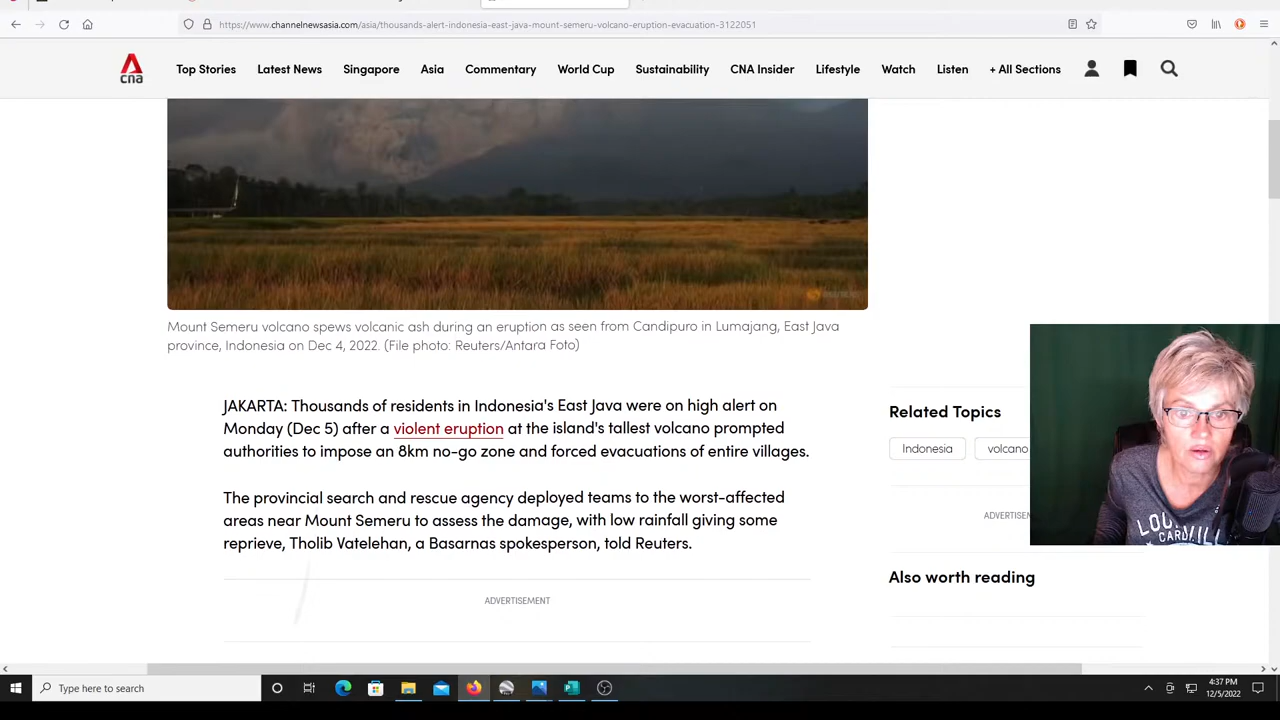 https://www.channelnewsasia.com/asia/thousands-alert-indonesia-east-java-mount-semeru-volcano-eruption-evacuation-3122051
cna
Top Stories
Latest News
Singapore
Asia
Commentary
World Cup
Sustainability
CNA Insider
Lifestyle
Watch
Listen
+ All Sections
Mount Semeru volcano spews volcanic ash during an eruption as seen from Candipuro in Lumajang, East Java
province, Indonesia on Dec 4, 2022. (File photo: Reuters/Antara Foto)
JAKARTA: Thousands of residents in Indonesia's East Java were on high alert on
Monday (Dec 5) after a violent eruption at the island's tallest volcano prompted
authorities to impose an 8km no-go zone and forced evacuations of entire villages.
The provincial search and rescue agency deployed teams to the worst-affected
areas near Mount Semeru to assess the damage, with low rainfall giving some
reprieve, Tholib Vatelehan, a Basarnas spokesperson, told Reuters.
ADVERTISEMENT
Related Topics
Indonesia
volcano
Also worth reading
Type here to search
4:37 PM
12/5/2022